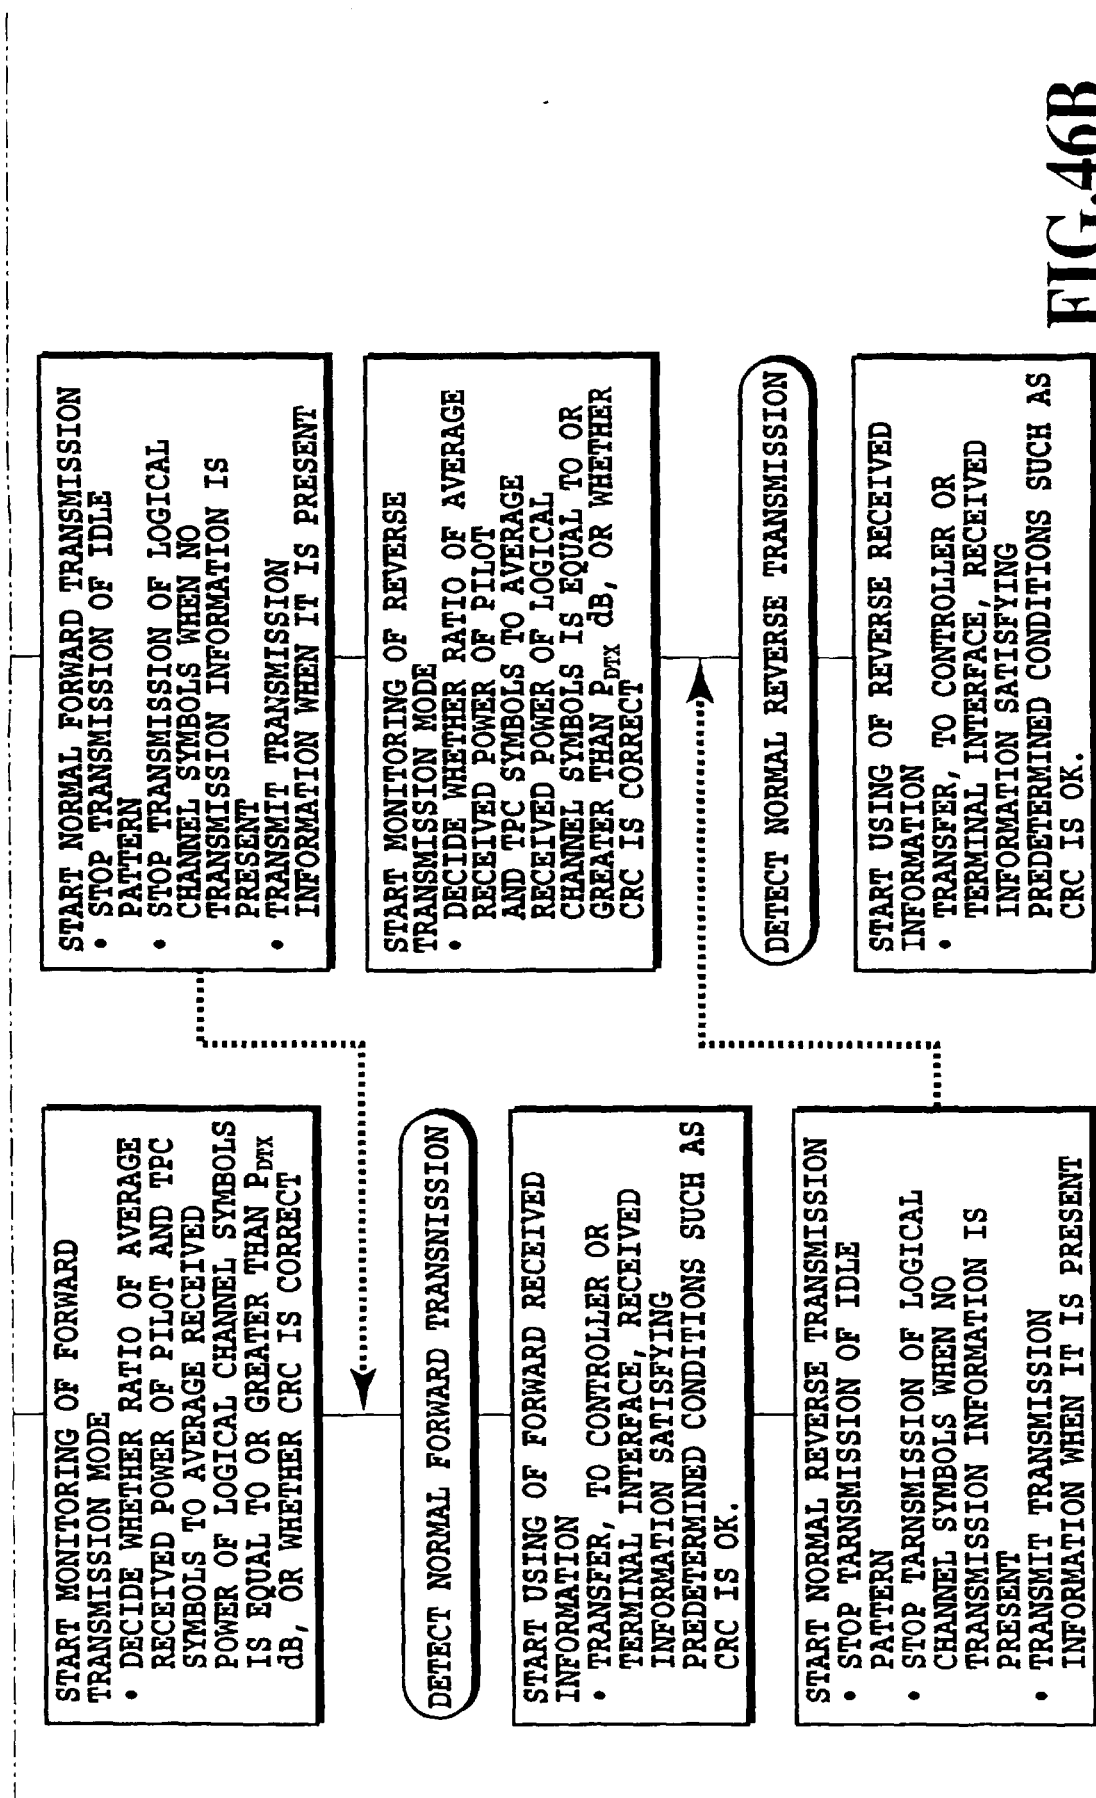 START MONITORING OF FORWARD
TRANSMISSION MODE
• DECIDE WHETHER RATIO OF AVERAGE
RECEIVED POWER OF PILOT AND TPC
SYMBOLS TO AVERAGE RECEIVED
POWER OF LOGICAL CHANNEL SYMBOLS
IS EQUAL TO OR GREATER THAN PDTX
dB, OR WHETHER CRC IS CORRECT
DETECT NORMAL FORWARD TRANSNISSION
START USING OF FORWARD RECEIVED
INFORMATION
• TRANSFER, TO CONTROLLER OR
TERMINAL INTERFACE, RECEIVED
INFORMATION SATISFYING
PREDETERMINED CONDITIONS SUCH AS
CRC IS OK.
START NORMAL REVERSE TRANSMISSION
• STOP TARNSMISSION OF IDLE
PATTERN
• STOP TARNSMISSION OF LOGICAL
CHANNEL SYMBOLS WHEN NO
TRANSMISSION INFORMATION IS
PRESENT
• TRANSMIT TRANSMISSION
INFORMATION WHEN IT IS PRESENT
START NORMAL FORWARD TRANSMISSION
• STOP TRANSMISSION OF IDLE
PATTERN
• STOP TRANSMISSION OF LOGICAL
CHANNEL SYMBOLS WHEN NO
TRANSMISSION INFORMATION IS
PRESENT
• TRANSMIT TRANSMISSION
INFORMATION WHEN IT IS PRESENT
START MONITORING OF REVERSE
TRANSMISSION MODE
• DECIDE WHETHER RATIO OF AVERAGE
RECEIVED POWER OF PILOT
AND TPC SYMBOLS TO AVERAGE
RECEIVED POWER OF LOGICAL
CHANNEL SYMBOLS IS EQUAL TO OR
GREATER THAN PDTX dB, OR WHETHER
CRC IS CORRECT
DETECT NORMAL REVERSE TRANSMISSION
START USING OF REVERSE RECEIVED
INFORMATION
• TRANSFER, TO CONTROLLER OR
TERMINAL INTERFACE, RECEIVED
INFORMATION SATISFYING
PREDETERMINED CONDITIONS SUCH AS
CRC IS OK.
FIG.46B